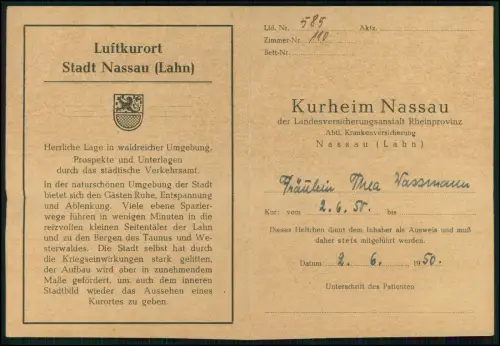 Luftkurort
Stadt Nassau (Lahn)
Herrliche Lage in waldreicher Umgebung,
Prospekte und Unterlagen
durch das städtische Verkehrsamt.
In der naturschönen Umgebung der Stadt
bietet sich den Gästen Ruhe, Entspannung
und Ablenkung. Viele ebene Spazier-
wege führen in wenigen Minuten in die
reizvollen kleinen Seitentäler der Lahn
und zu den Bergen des Taunus und We-
sterwaldes. Die Stadt selbst hat durch
die Kriegseinwirkungen stark gelitten,
der Aufbau wird aber in zunehmendem
Maße gefördert, um auch dem inneren
Stadtbild wieder das Aussehen eines
Kurortes zu geben.
Lfd. Nr. 585 Aktz.
Zimmer-Nr. 110
Bett-Nr.
Kurheim Nassau
der Landesversicherungsanstalt Rheinprovinz
Abtl. Krankenversicherung
Nassau (Lahn)
Fräulein Thea Wassmann
Kur: vom 2.6.50. bis
Dieses Heftchen dient dem Inhaber als Ausweis und muß
daher stets mitgeführt werden.
Datum 2. 6. 1950.
Unterschrift des Patienten